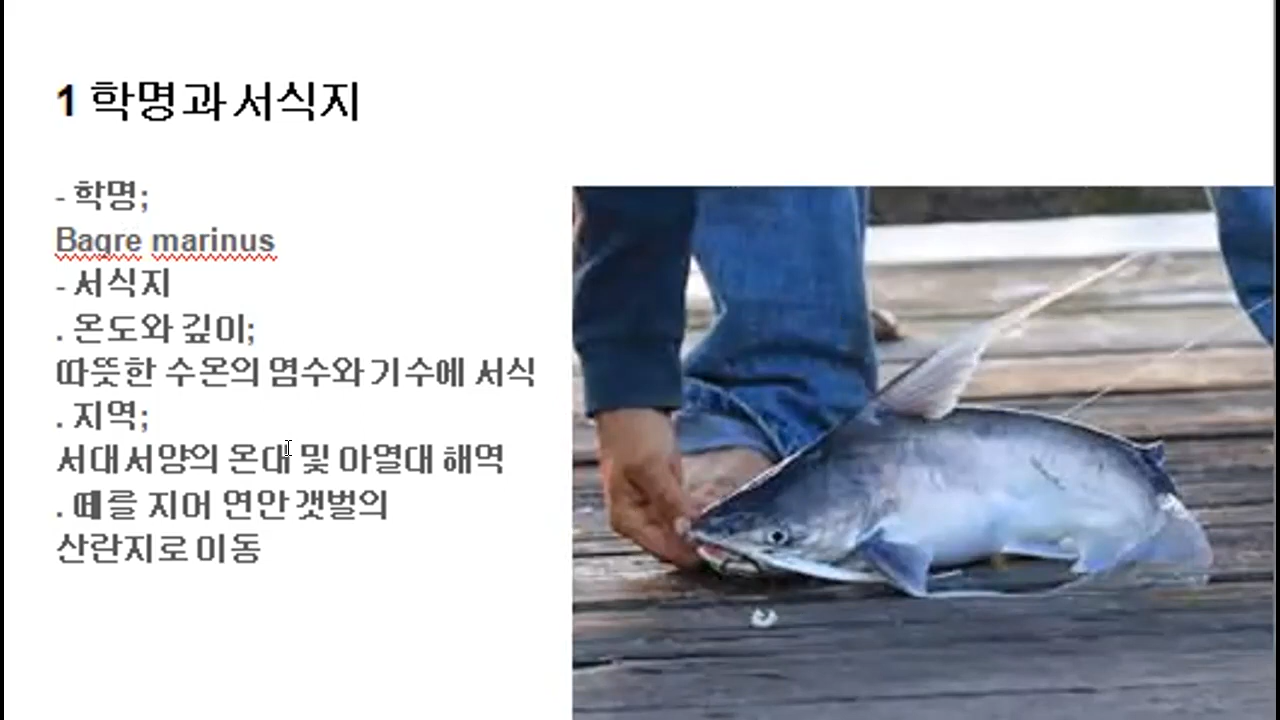 1 학명과 서식지
- 학명;
Bagre marinus
- 서식지
. 온도와 깊이;
따뜻한 수온의 염수와 기수에 서식
. 지역;
서대서양의 온대 및 아열대 해역
. 떼를 지어 연안 갯벌의
산란지로 이동